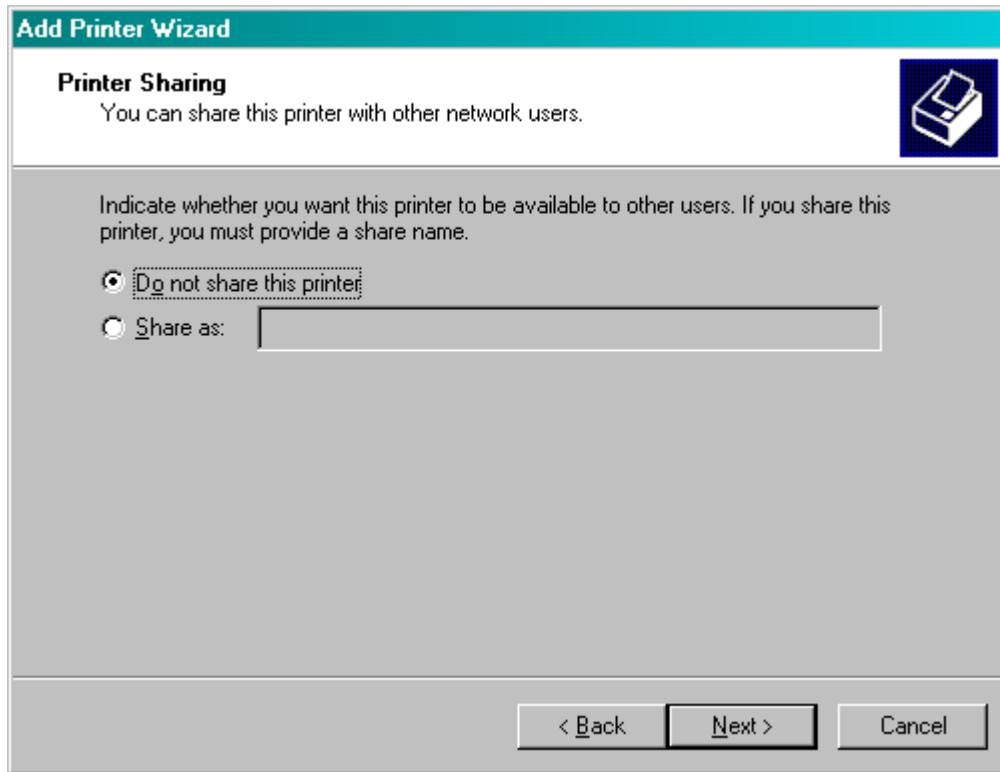 Add Printer Wizard
Printer Sharing
You can share this printer with other network users.
Indicate whether you want this printer to be available to other users. If you share this
printer, you must provide a share name.
Do not share this printer
Share as:
< Back Next > Cancel